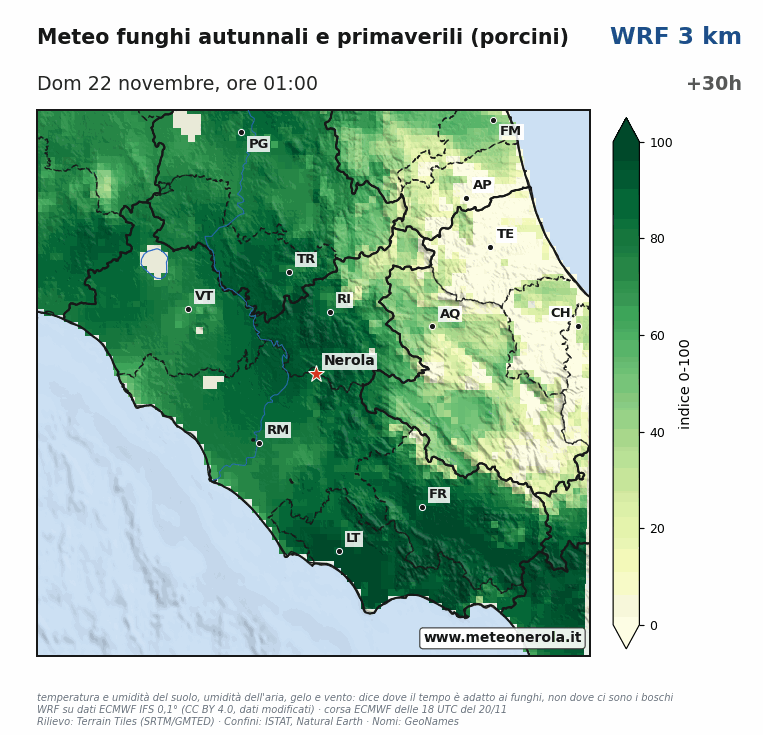 Meteo funghi autunnali e primaverili (porcini)
WRF 3 km
Dom 22 novembre, ore 01:00
+30h
FM
PG
AP
TE
TR
VT
RI
AQ
CH
Nerola
RM
FR
LT
www.meteonerola.it
100
80
60
40
20
0
indice 0-100
temperatura e umidità del suolo, umidità dell'aria, gelo e vento: dice dove il tempo è adatto ai funghi, non dove ci sono i boschi
WRF su dati ECMWF IFS 0,1° (CC BY 4.0, dati modificati) · corsa ECMWF delle 18 UTC del 20/11
Rilievo: Terrain Tiles (SRTM/GMTED) · Confini: ISTAT, Natural Earth · Nomi: GeoNames